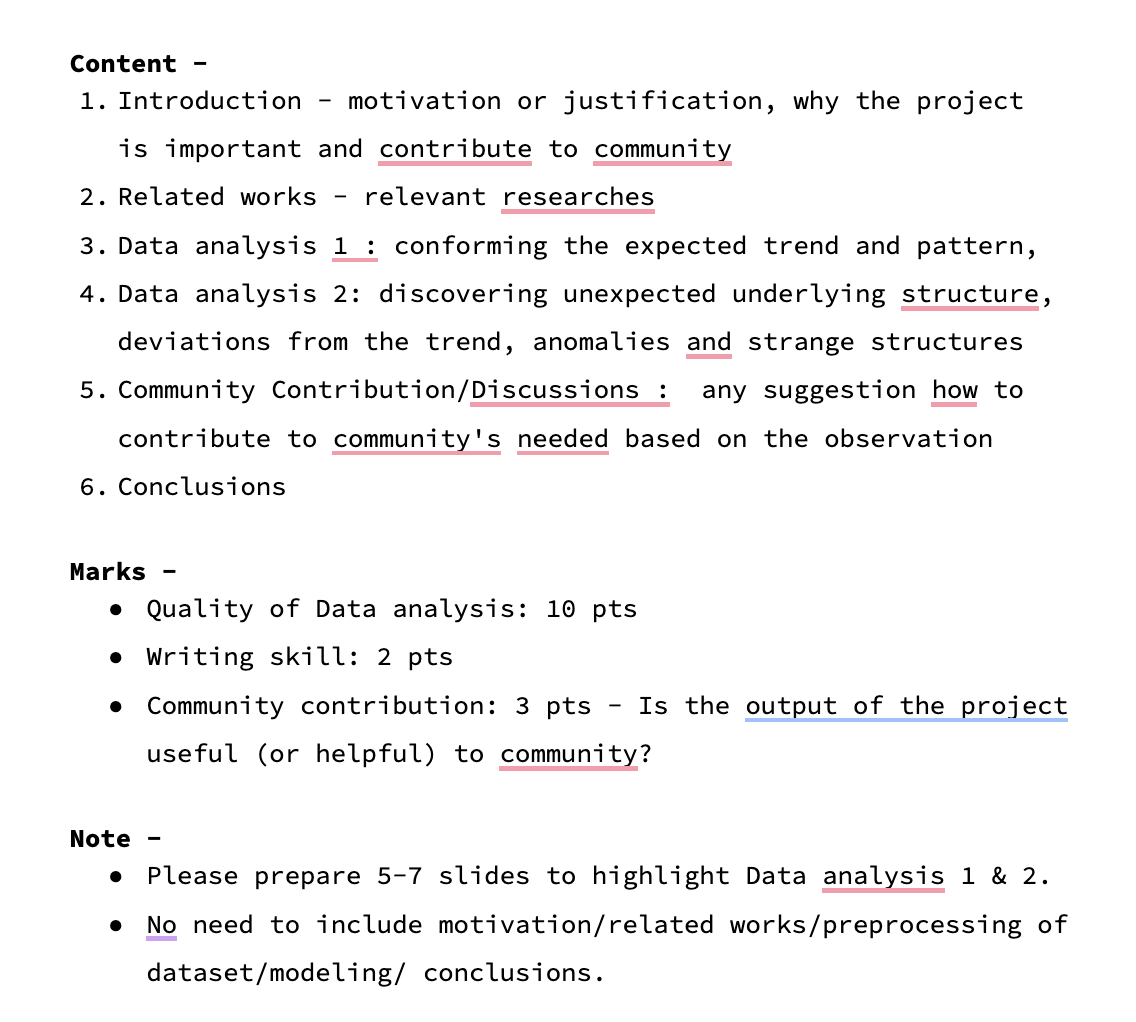 Content -
1. Introduction - motivation or justification, why the project
is important and contribute to community
2. Related works - relevant researches
3. Data analysis 1 : conforming the expected trend and pattern,
4. Data analysis 2: discovering unexpected underlying structure,
deviations from the trend, anomalies and strange structures
5. Community Contribution/Discussions :  any suggestion how to
contribute to community's needed based on the observation
6. Conclusions
Marks -
● Quality of Data analysis: 10 pts
● Writing skill: 2 pts
● Community contribution: 3 pts - Is the output of the project
useful (or helpful) to community?
Note -
● Please prepare 5-7 slides to highlight Data analysis 1 & 2.
● No need to include motivation/related works/preprocessing of
dataset/modeling/ conclusions.